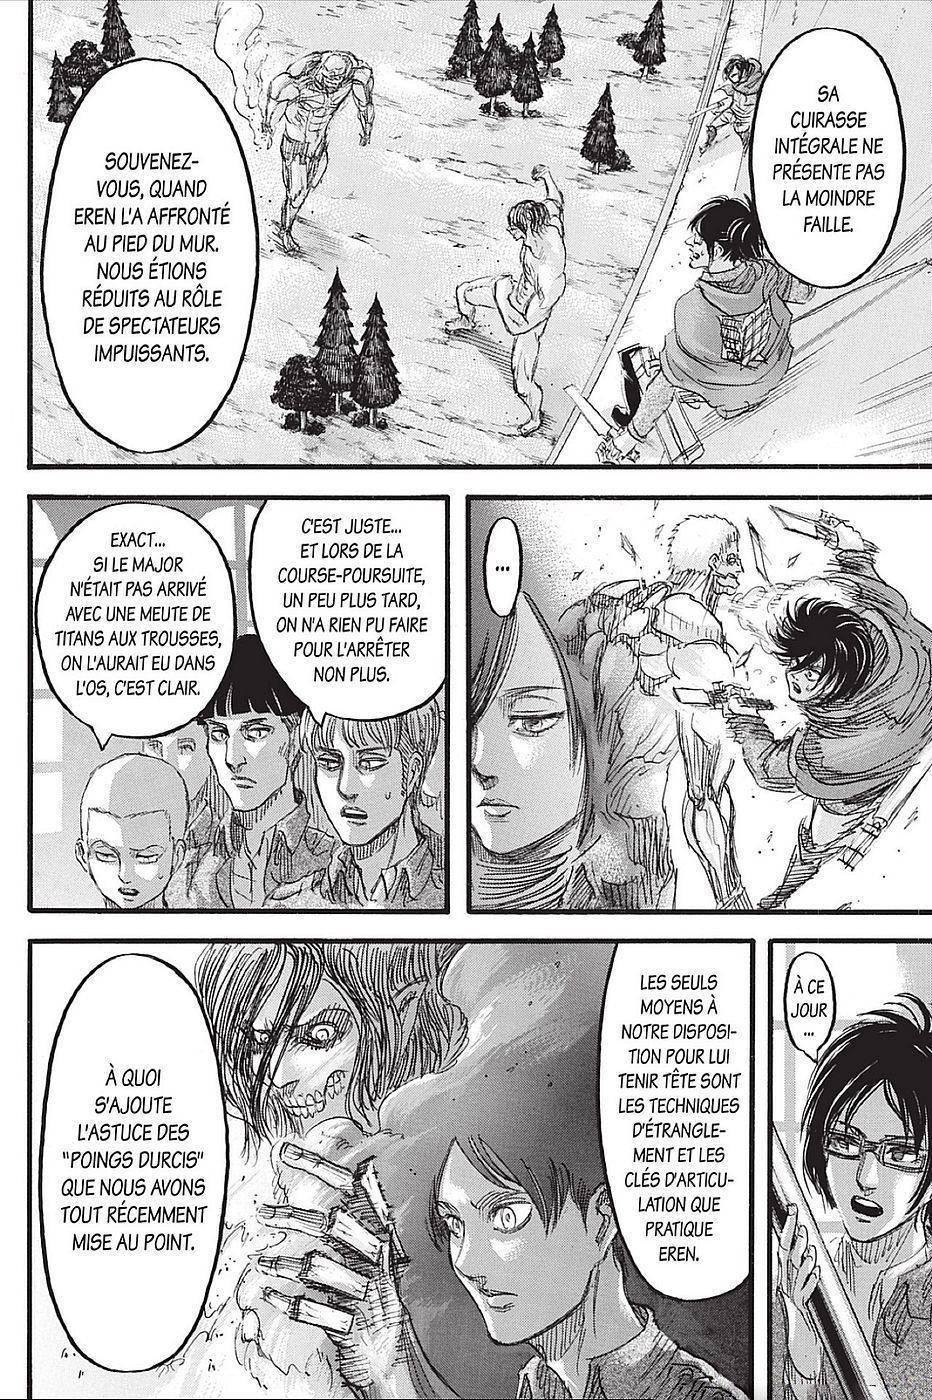 SA
CUIRASSE
INTÉGRALE NE
PRÉSENTE PAS
LA MOINDRE
FAILLE.
SOUVENEZ-
VOUS, QUAND
EREN L'A AFFRONTÉ
AU PIED DU MUR.
NOUS ÉTIONS
RÉDUITS AU RÔLE
DE SPECTATEURS
IMPUISSANTS.
...
C'EST JUSTE...
ET LORS DE LA
COURSE-POURSUITE,
UN PEU PLUS TARD,
ON N'A RIEN PU FAIRE
POUR L'ARRÊTER
NON PLUS.
EXACT...
SI LE MAJOR
N'ÉTAIT PAS ARRIVÉ
AVEC UNE MEUTE DE
TITANS AUX TROUSSES,
ON L'AURAIT EU DANS
L'OS, C'EST CLAIR.
À CE
JOUR
...
LES SEULS
MOYENS À
NOTRE DISPOSI-
TION POUR LUI
TENIR TÊTE SONT
LES TECHNIQUES
D'ÉTRANGLE-
MENT ET LES
CLÉS D'ARTICU-
LATION QUE
PRATIQUE
EREN.
À QUOI
S'AJOUTE
L'ASTUCE DES
"POINGS DURCIS"
QUE NOUS AVONS
TOUT RÉCEMMENT
MISE AU POINT.